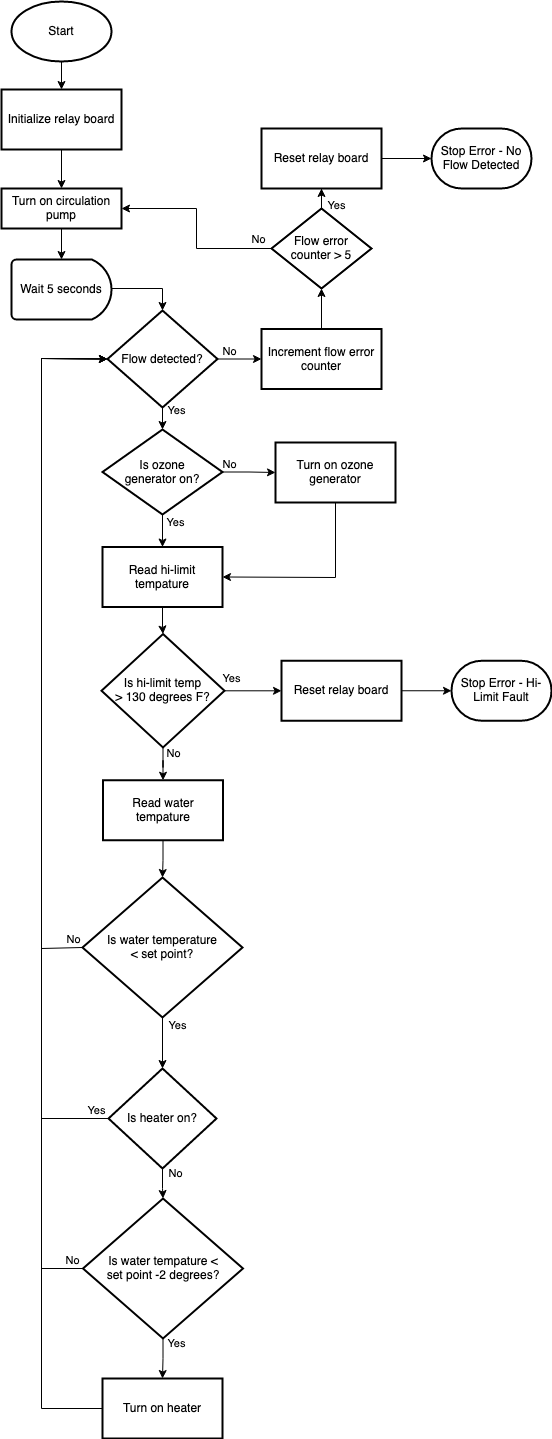 Start
Initialize relay board
Turn on circulation
pump
Wait 5 seconds
Reset relay board
Stop Error - No
Flow Detected
Yes
No
Flow error
counter > 5
Flow detected?
No
Increment flow error
counter
Yes
Is ozone
generator on?
No
Turn on ozone
generator
Yes
Read hi-limit
tempature
Is hi-limit temp
> 130 degrees F?
Yes
Reset relay board
Stop Error - Hi-
Limit Fault
No
Read water
tempature
No
Is water temperature
< set point?
Yes
Yes
Is heater on?
No
No
Is water tempature <
set point -2 degrees?
Yes
Turn on heater